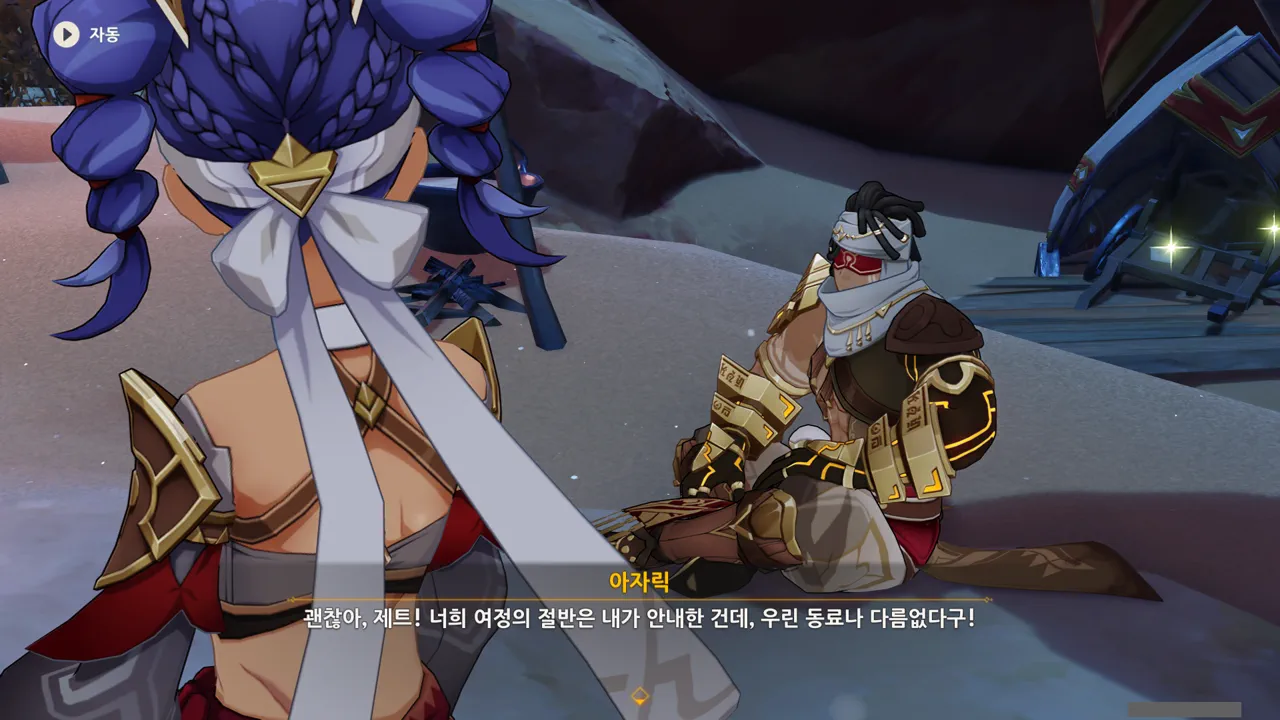 자동
아자릭
괜찮아, 제트! 너희 여정의 절반은 내가 안내한 건데, 우린 동료나 다름없다구!